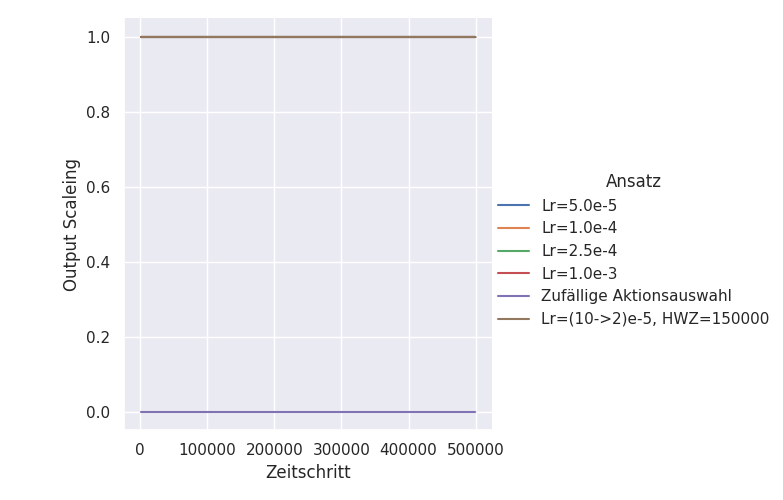 1.0
0.8
0.6
0.4
0.2
0.0
Output Scaleing
0
100000
200000
300000
400000
500000
Zeitschritt
Ansatz
Lr=5.0e-5
Lr=1.0e-4
Lr=2.5e-4
Lr=1.0e-3
Zufällige Aktionsauswahl
Lr=(10->2)e-5, HWZ=150000